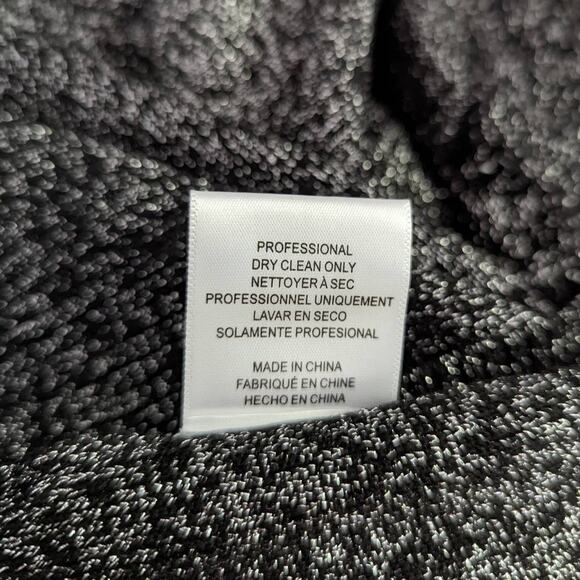 PROFESSIONAL
DRY CLEAN ONLY
NETTOYER À SEC
PROFESSIONNEL UNIQUEMENT
LAVAR EN SECO
SOLAMENTE PROFESIONAL
MADE IN CHINA
FABRIQUÉ EN CHINE
HECHO EN CHINA